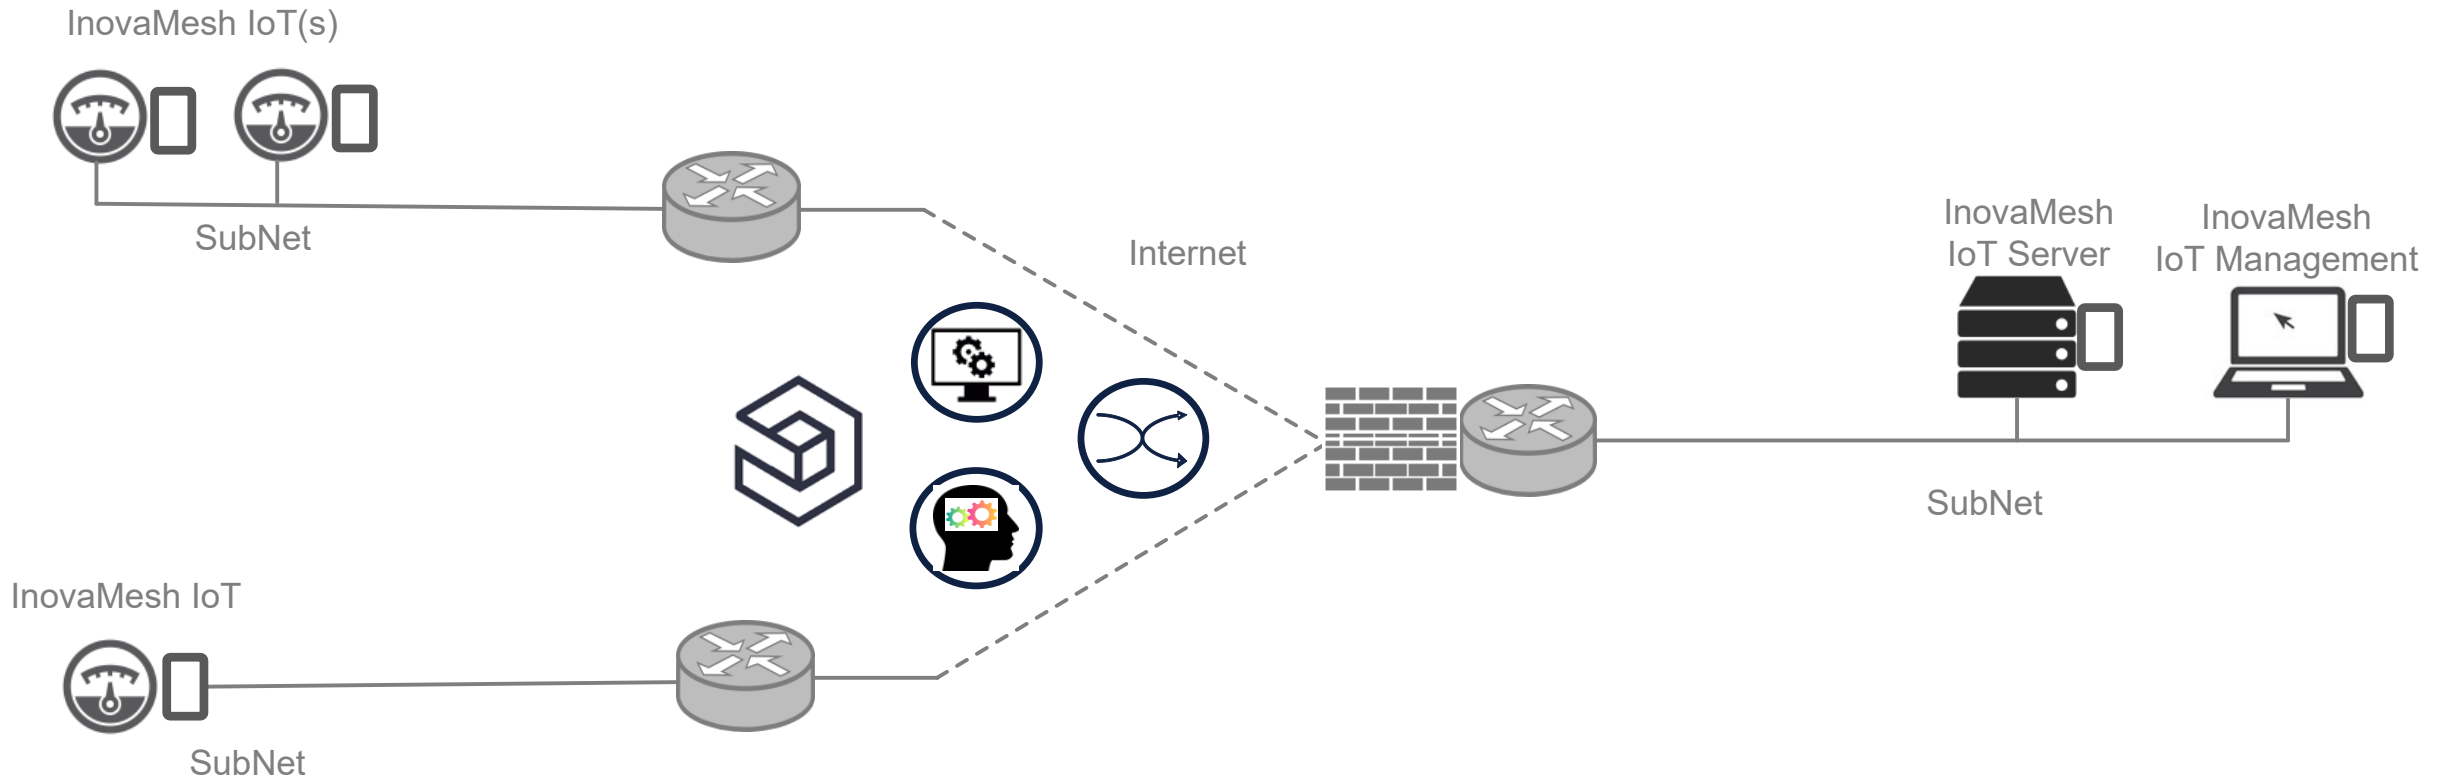 InovaMesh IoT(s)
SubNet
Internet
InovaMesh
IoT Server
InovaMesh
IoT Management
SubNet
InovaMesh IoT
SubNet